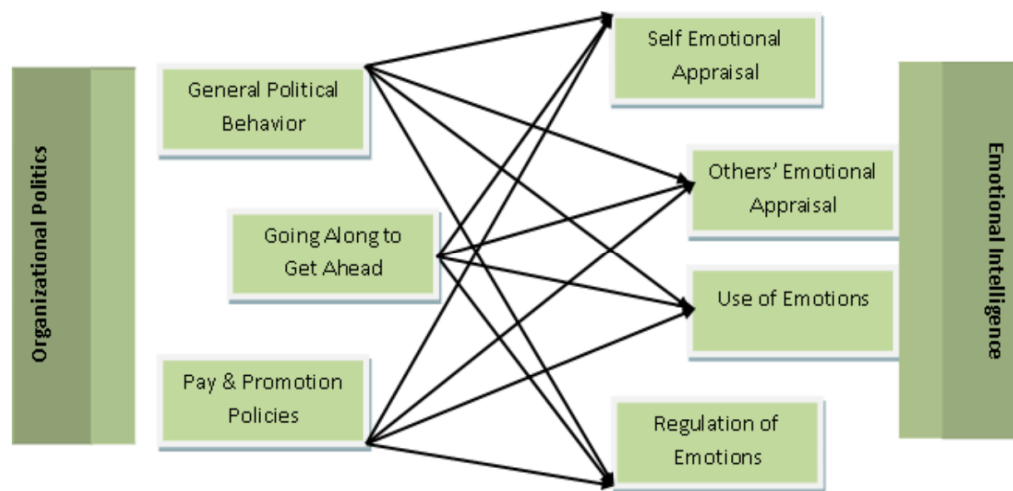 Organizational Politics
General Political
Behavior
Going Along to
Get Ahead
Pay & Promotion
Policies
Self Emotional
Appraisal
Others’ Emotional
Appraisal
Use of Emotions
Regulation of
Emotions
Emotional Intelligence